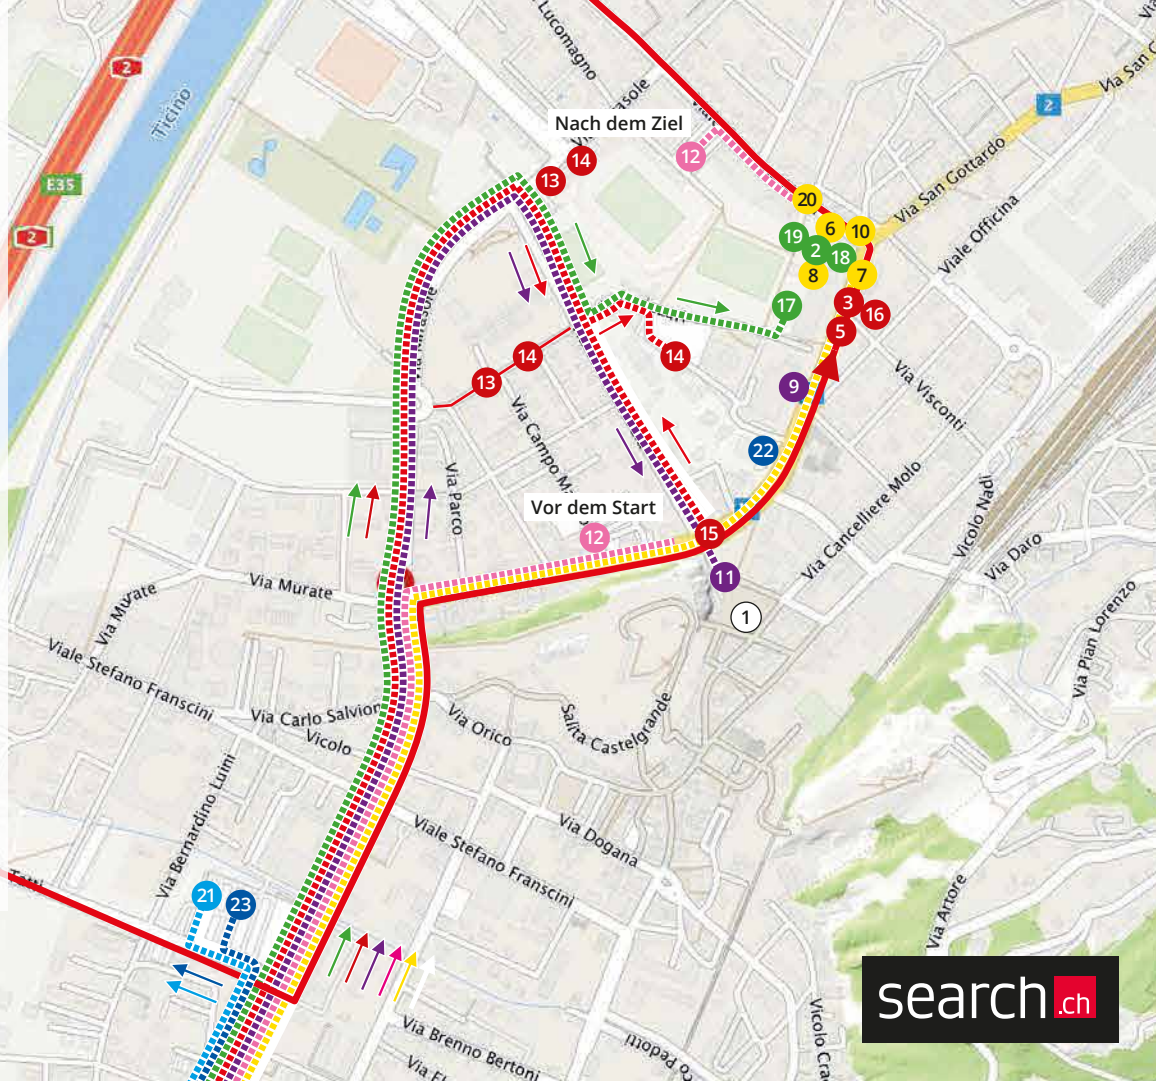 Lucomagno
2
Ticino
E35
2
Via San
2
Nach dem Ziel
14
13
12
Via San Gottardo
Viale Officina
20
6
10
19
2
18
8
7
17
3
16
5
14
14
13
9
Via Visconti
22
Via Campo
Via Parco
Vor dem Start
12
15
11
1
Via Cancelliere Molo
Vicolo Nadi
Via Daro
Via Pian Lorenzo
Via Murate
Via Murate
Viale Stefano Franscini
Via Carlo Salvioni
Vicolo
Via Orico
Salita Castelgrande
Via Bernardino Luini
Viale Stefano Franscini
Via Dogana
Via Artore
21
23
Via Brenno Bertoni
Vicolo
search.ch